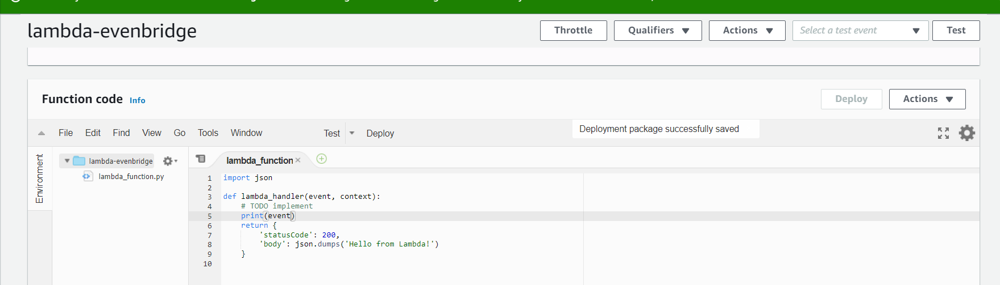 lambda-evenbridge
Throttle Qualifiers Actions Select a test event Test
Function code Info
Deploy Actions
File Edit Find View Go Tools Window Test Deploy
Deployment package successfully saved
Environment
lambda-evenbridge
lambda_function.py
lambda_function
1 import json
2
3 def lambda_handler(event, context):
4 # TODO implement
5 print(event)
6 return {
7 'statusCode': 200,
8 'body': json.dumps('Hello from Lambda!')
9 }
10